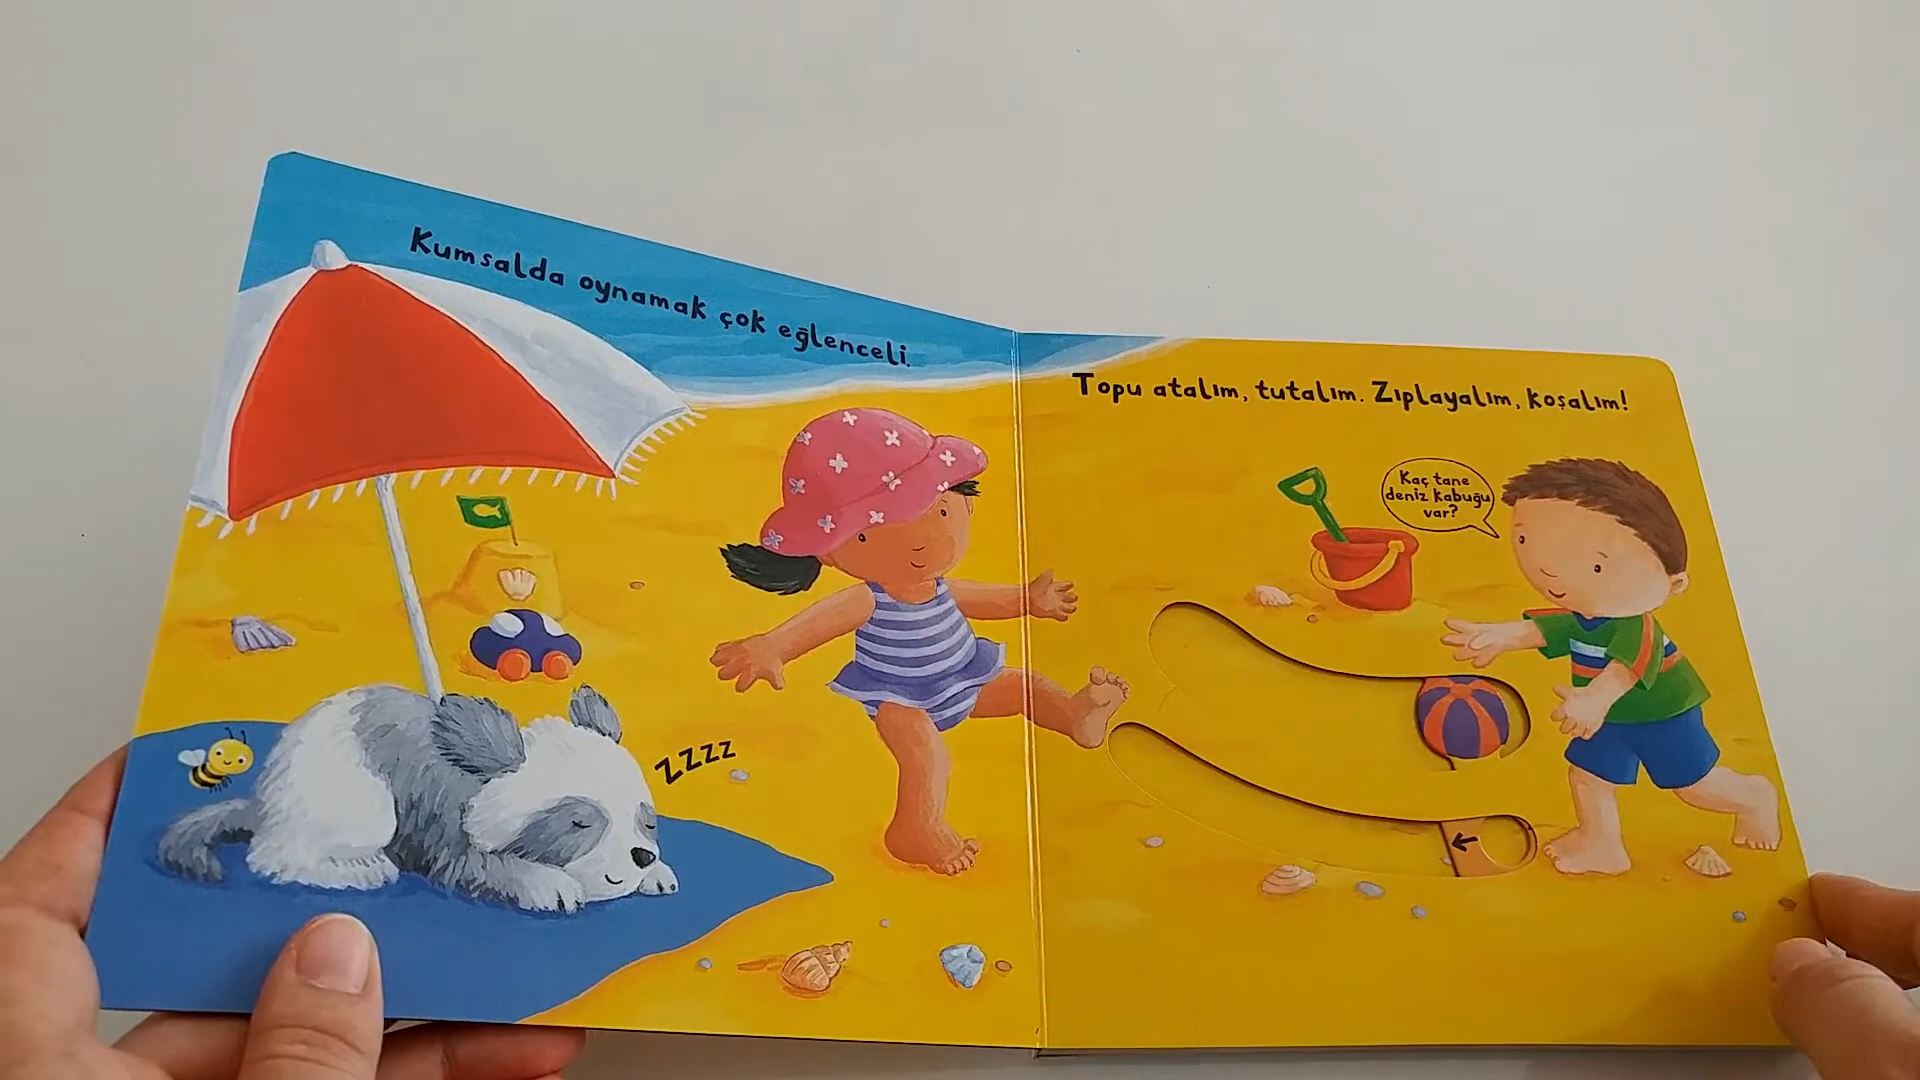 Kumsalda oynamak çok eğlenceli.
zzzz
Topu atalım, tutalım. Zıplayalım, koşalım!
Kaç tane
deniz kabuğu
var?